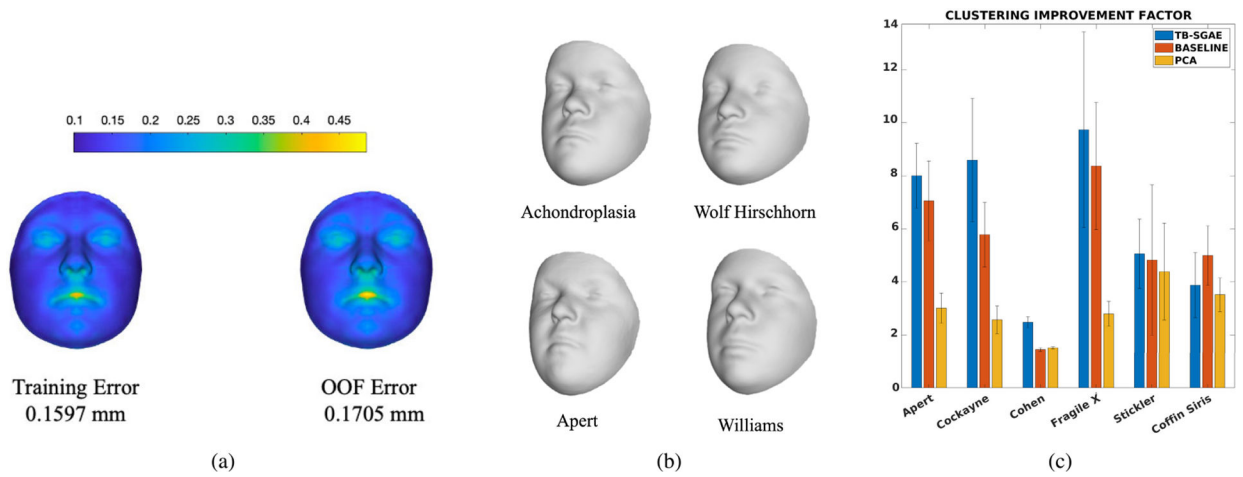 0.1 0.15 0.2 0.25 0.3 0.35 0.4 0.45
Training Error
0.1597 mm
OOF Error
0.1705 mm
(a)
Achondroplasia
Wolf Hirschhorn
Apert
Williams
(b)
CLUSTERING IMPROVEMENT FACTOR
TB-SGAE
BASELINE
PCA
14
12
10
8
6
4
2
0
Apert
Cockayne
Cohen
Fragile X
Stickler
Coffin Siris
(c)